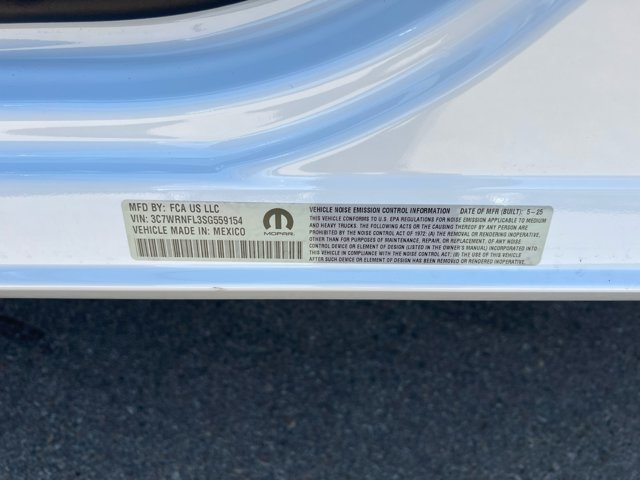 MFD BY: FCA US LLC
VIN: 3C7WRNFL3SG559154
VEHICLE MADE IN: MEXICO
MOPAR
VEHICLE NOISE EMISSION CONTROL INFORMATION DATE OF MFR (BUILT): 5-25
THIS VEHICLE CONFORMS TO U.S. EPA REGULATIONS FOR NOISE EMISSION APPLICABLE TO MEDIUM
AND HEAVY TRUCKS. THE FOLLOWING ACTS OR THE CAUSING THEREOF BY ANY PERSON ARE
PROHIBITED BY THE NOISE CONTROL ACT OF 1972: (A) THE REMOVAL OR RENDERING INOPERATIVE,
OTHER THAN FOR PURPOSES OF MAINTENANCE, REPAIR, OR REPLACEMENT, OF ANY NOISE
CONTROL DEVICE OR ELEMENT OF DESIGN (LISTED IN THE OWNER'S MANUAL) INCORPORATED INTO
THIS VEHICLE IN COMPLIANCE WITH THE NOISE CONTROL ACT; (B) THE USE OF THIS VEHICLE
AFTER SUCH DEVICE OR ELEMENT OF DESIGN HAS BEEN REMOVED OR RENDERED INOPERATIVE.